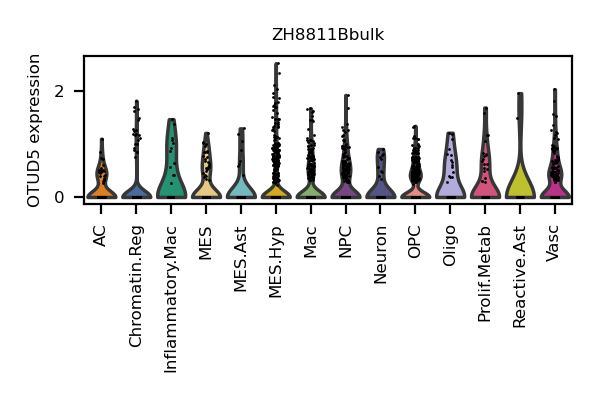 ZH8811Bbulk
OTUD5 expression
2
0
AC
Chromatin.Reg
Inflammatory.Mac
MES
MES.Ast
MES.Hyp
Mac
NPC
Neuron
OPC
Oligo
Prolif.Metab
Reactive.Ast
Vasc